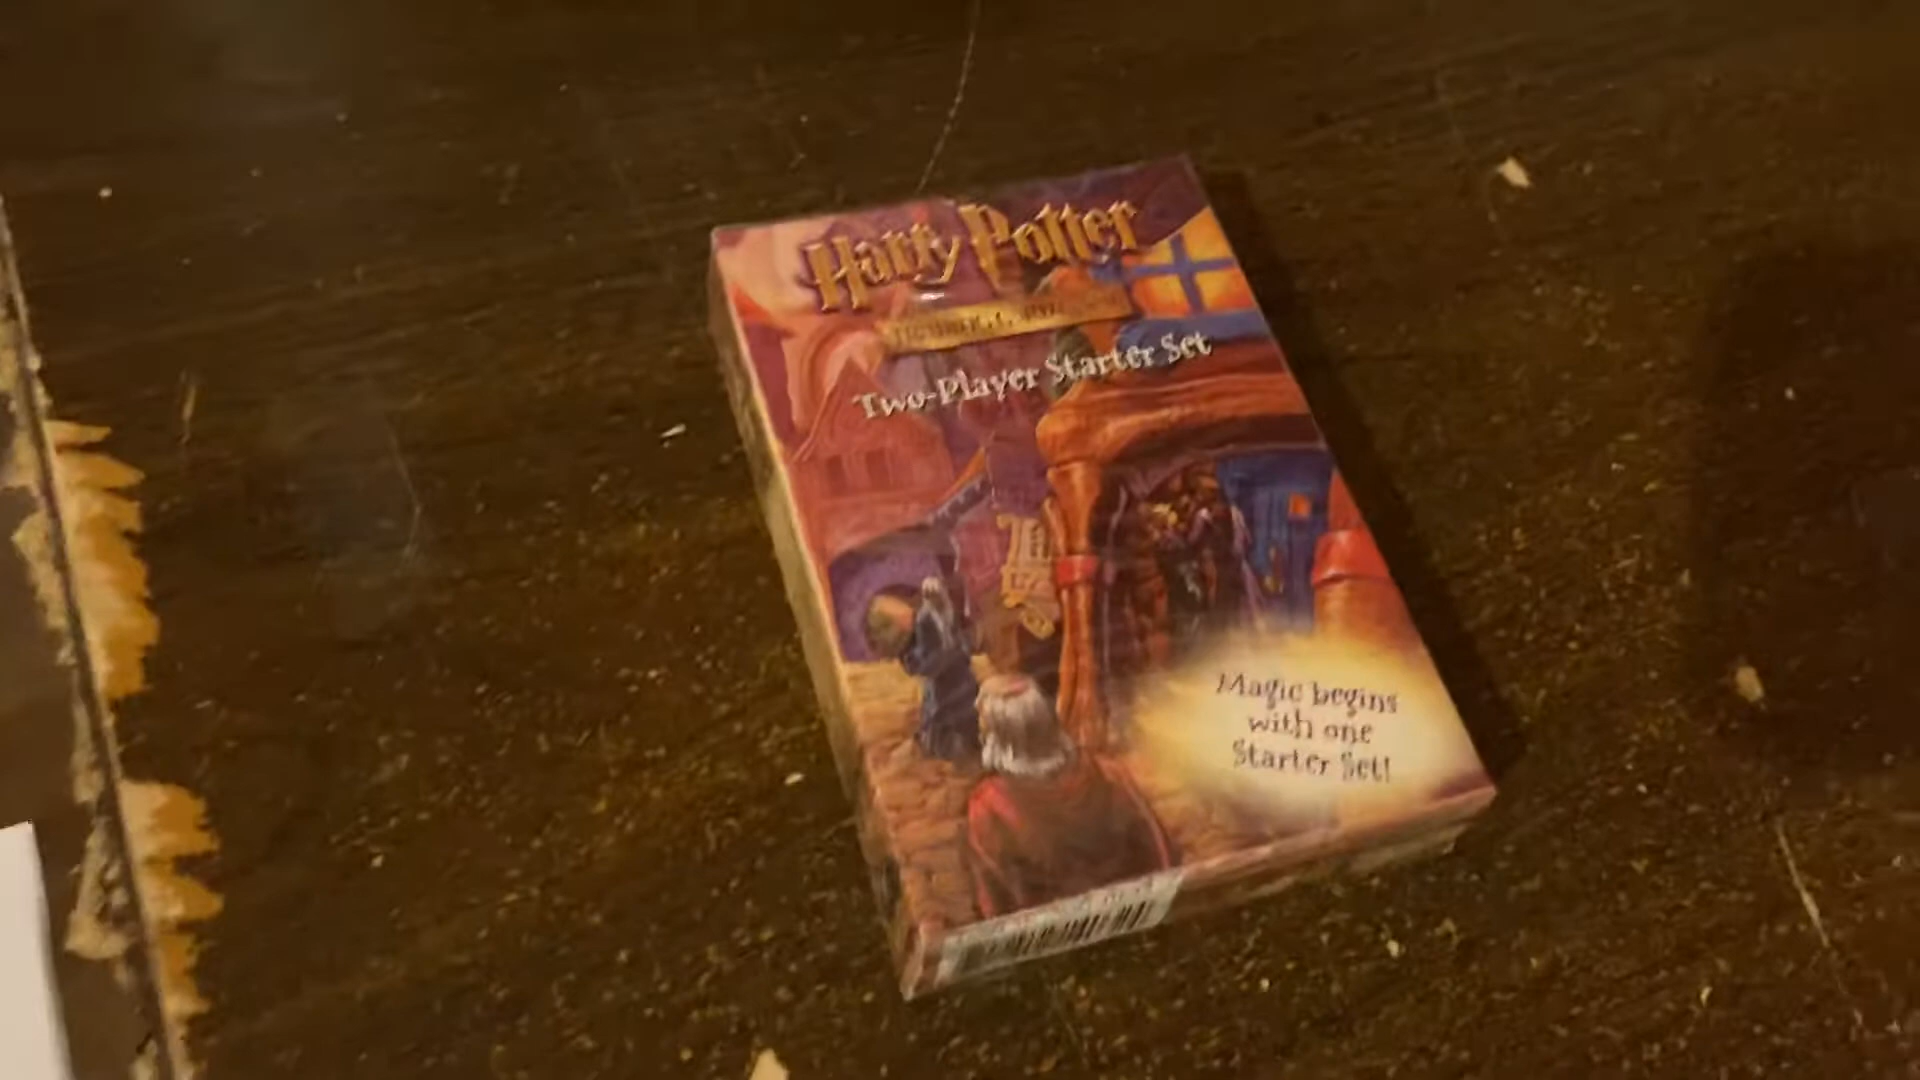 Harry Potter
Two-Player Starter Set
Magic begins
with one
Starter Set!